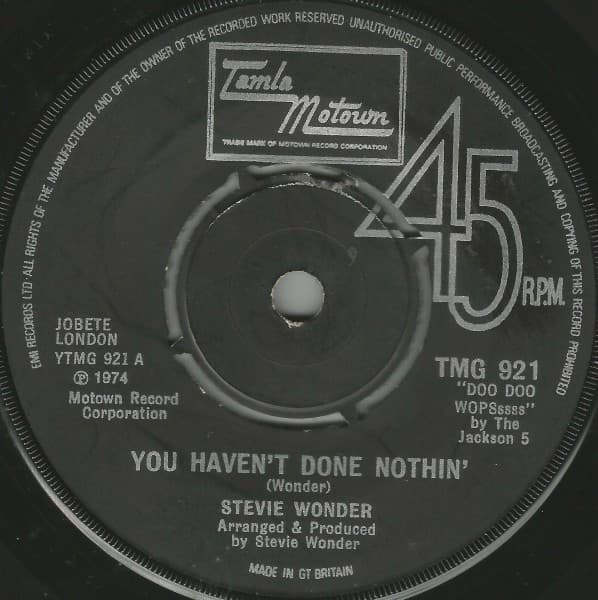 EMI RECORDS LTD·ALL RIGHTS OF THE MANUFACTURER AND OF THE OWNER OF THE RECORDED WORK RESERVED UNAUTHORISED PUBLIC PERFORMANCE BROADCASTING AND COPYING OF THIS RECORD PROHIBITED
Tamla
Motown
TRADE MARK OF MOTOWN RECORD CORPORATION
45
R.P.M.
JOBETE
LONDON
YTMG 921 A
℗ 1974
Motown Record
Corporation
TMG 921
"DOO DOO
WOPSssss"
by The
Jackson 5
YOU HAVEN'T DONE NOTHIN'
(Wonder)
STEVIE WONDER
Arranged & Produced
by Stevie Wonder
MADE IN GT BRITAIN